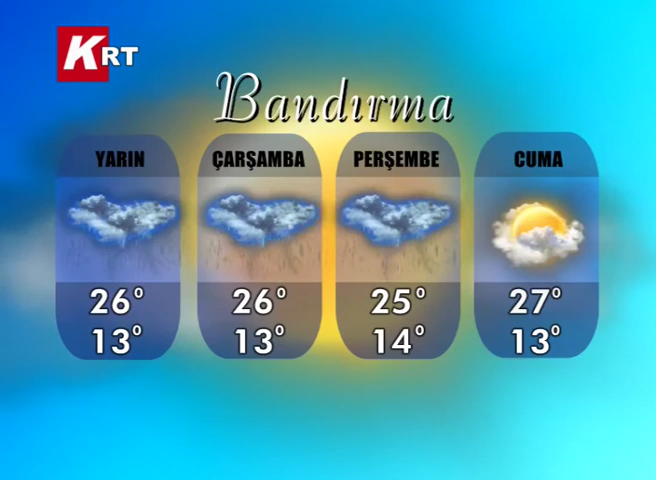 KRT
Bandırma
YARIN ÇARŞAMBA PERŞEMBE CUMA
26° 26° 25° 27°
13° 13° 14° 13°